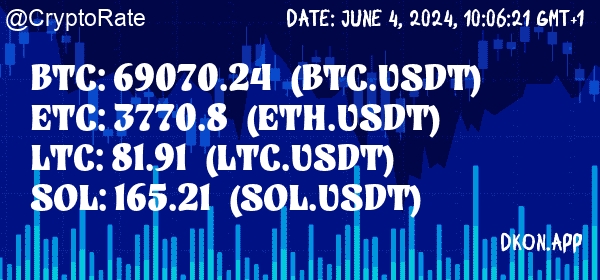 @CryptoRate
DATE: JUNE 4, 2024, 10:06:21 GMT+1
BTC: 69070.24 (BTC.USDT)
ETC: 3770.8 (ETH.USDT)
LTC: 81.91 (LTC.USDT)
SOL: 165.21 (SOL.USDT)
DKON.APP